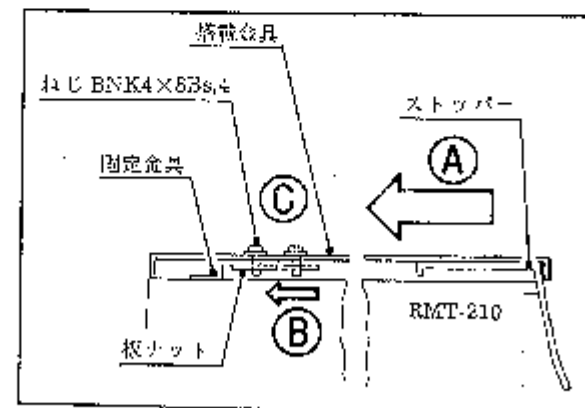 搭載金具
ねじ BNK4×8Bs,4
ストッパー
固定金具
A
C
B
RMT-210
板ナット